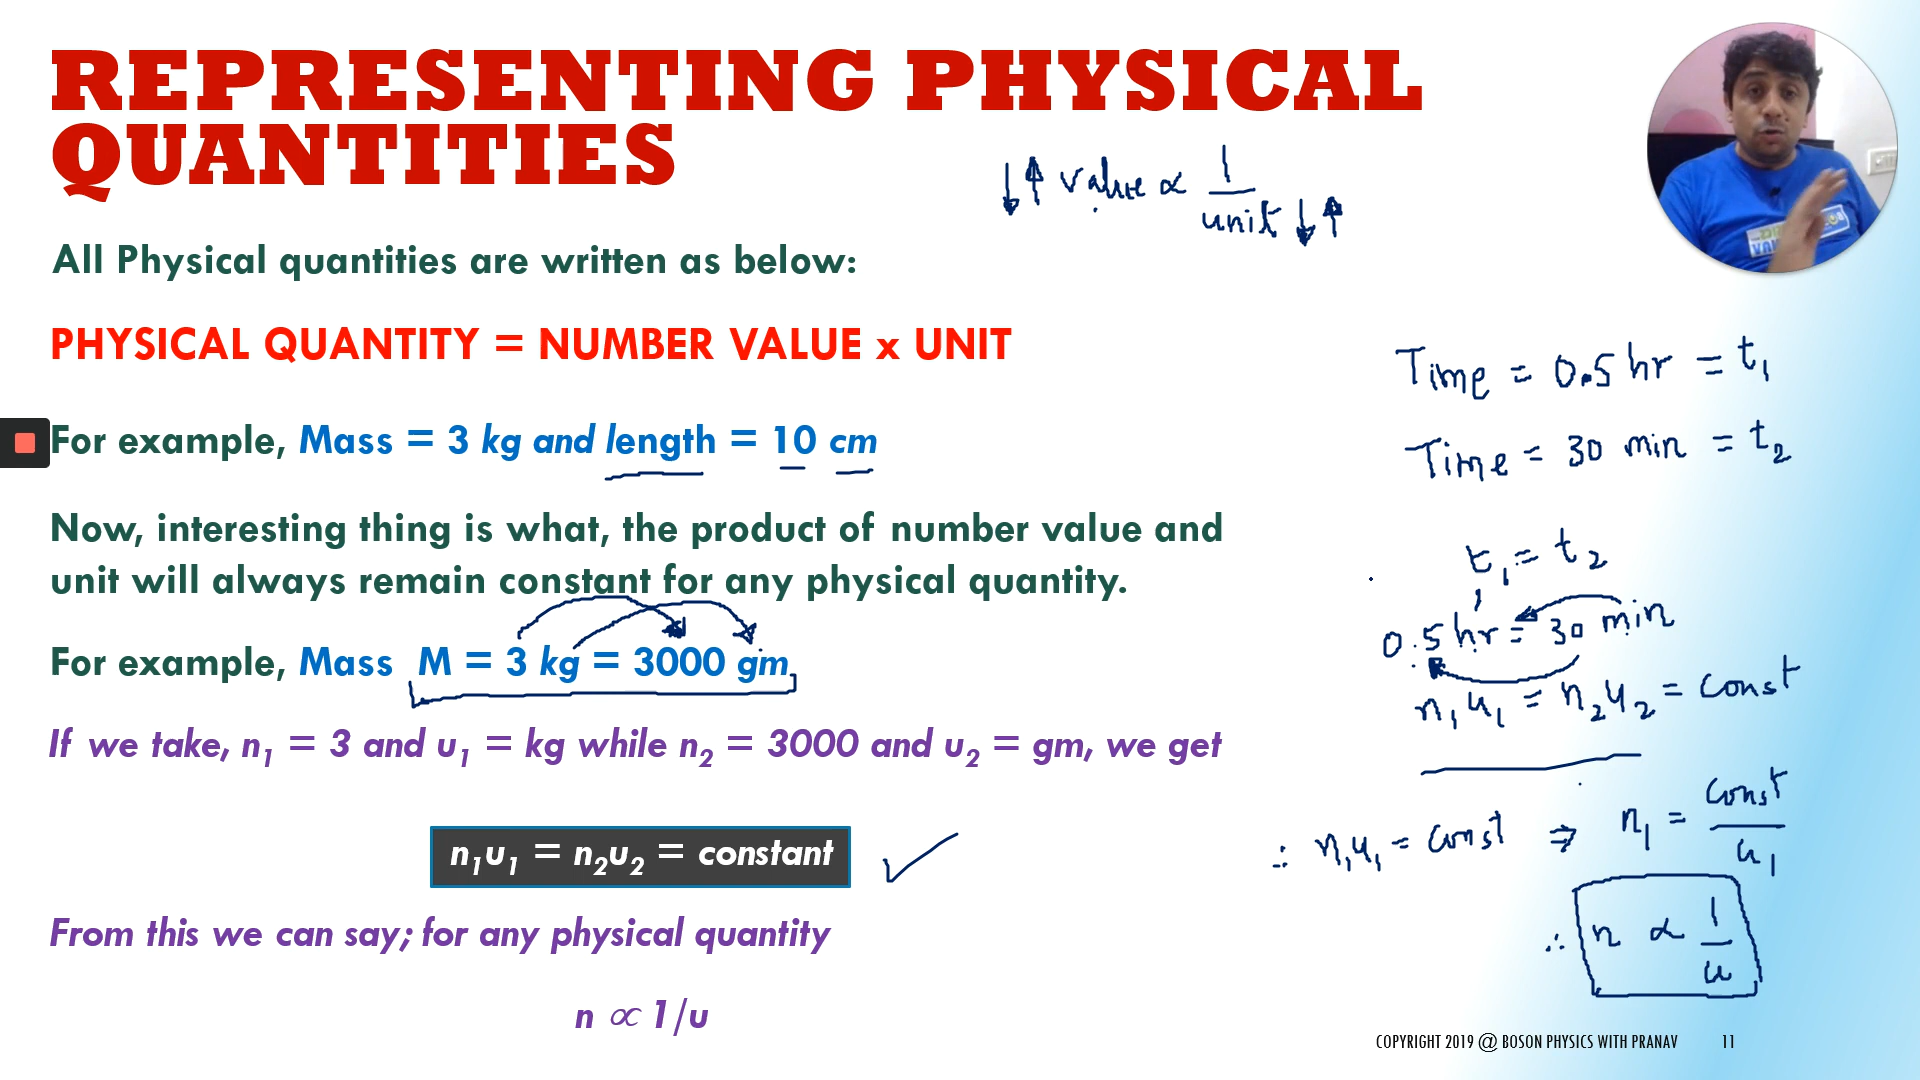 REPRESENTING PHYSICAL
QUANTITIES
↓↑ value ∝ 1/unit ↓↑
All Physical quantities are written as below:
PHYSICAL QUANTITY = NUMBER VALUE x UNIT
Time = 0.5 hr = t₁
For example, Mass = 3 kg and length = 10 cm
Time = 30 min = t₂
Now, interesting thing is what, the product of number value and
unit will always remain constant for any physical quantity.
t₁ = t₂
0.5 hr = 30 min
For example, Mass M = 3 kg = 3000 gm
n₁u₁ = n₂u₂ = const
If we take, n₁ = 3 and u₁ = kg while n₂ = 3000 and u₂ = gm, we get
n₁u₁ = n₂u₂ = constant
∴ n₁u₁ = const ⇒ n₁ = const/u₁
From this we can say; for any physical quantity
∴ n ∝ 1/u
n ∝ 1/u
COPYRIGHT 2019 @ BOSON PHYSICS WITH PRANAV 11